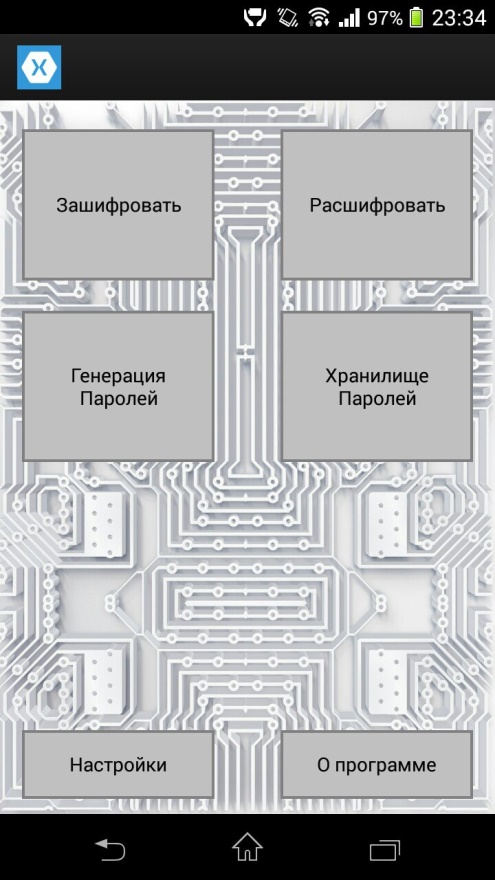 97% 23:34
Зашифровать
Расшифровать
Генерация
Паролей
Хранилище
Паролей
Настройки
О программе